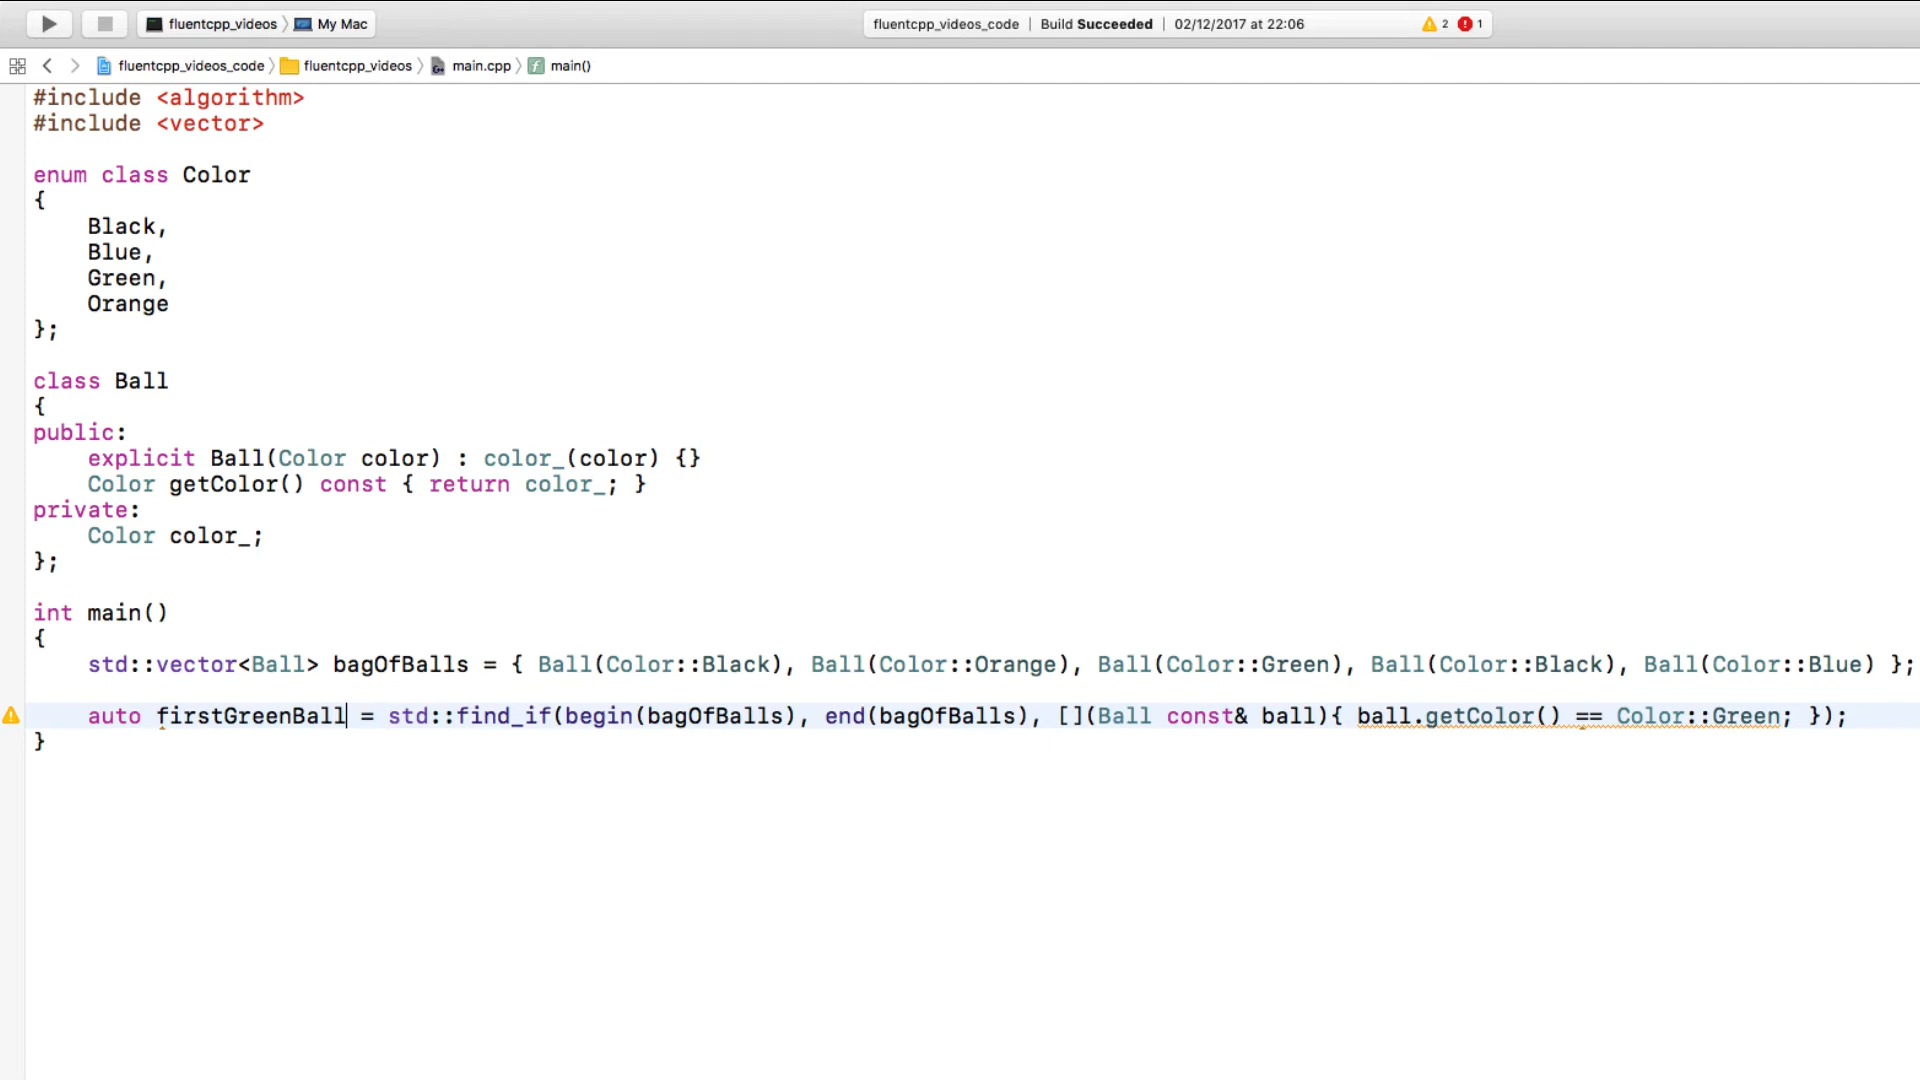 fluentcpp_videos My Mac fluentcpp_videos_code | Build Succeeded | 02/12/2017 at 22:06 2 1
fluentcpp_videos_code fluentcpp_videos main.cpp main()
#include <algorithm>
#include <vector>
enum class Color
{
Black,
Blue,
Green,
Orange
};
class Ball
{
public:
explicit Ball(Color color) : color_(color) {}
Color getColor() const { return color_; }
private:
Color color_;
};
int main()
{
std::vector<Ball> bagOfBalls = { Ball(Color::Black), Ball(Color::Orange), Ball(Color::Green), Ball(Color::Black), Ball(Color::Blue) };
auto firstGreenBall = std::find_if(begin(bagOfBalls), end(bagOfBalls), [](Ball const& ball){ ball.getColor() == Color::Green; });
}